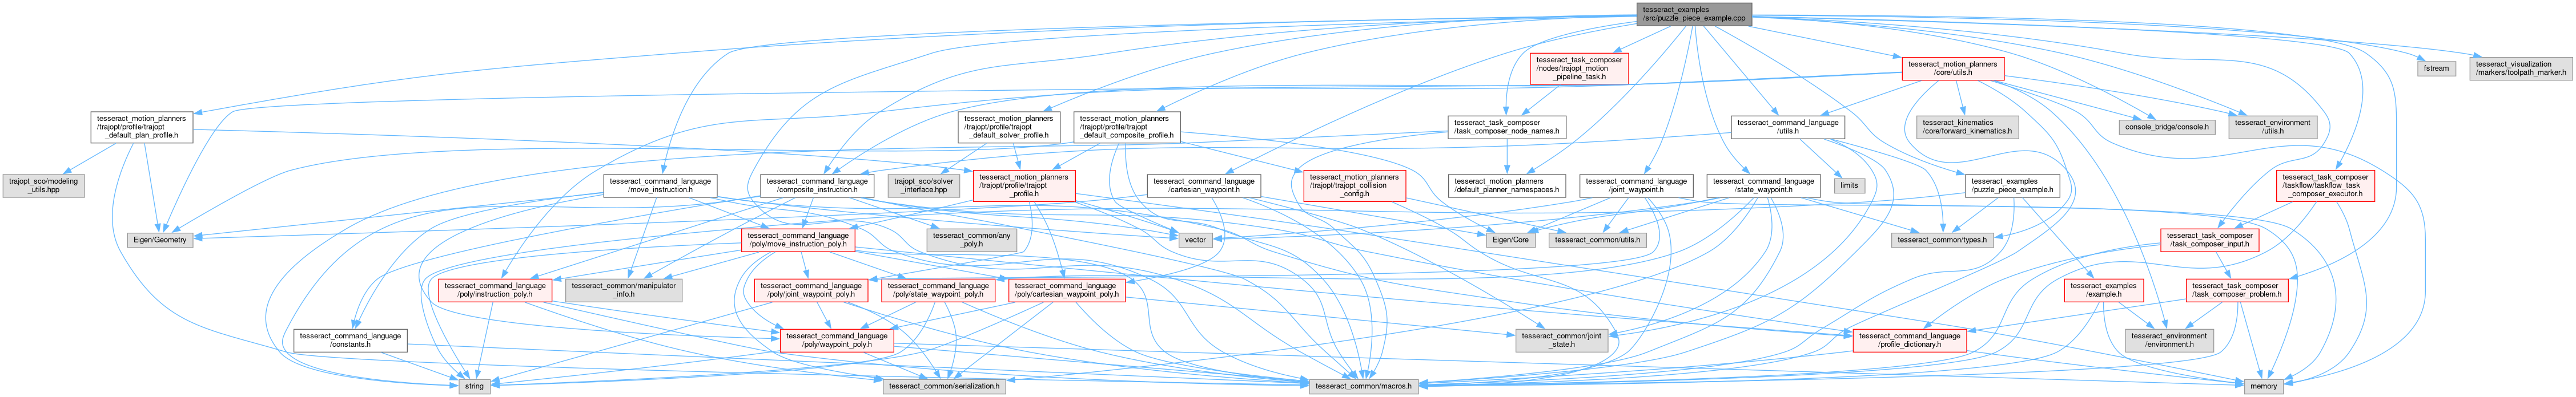 tesseract_examples
/src/puzzle_piece_example.cpp
tesseract_task_composer
/nodes/trajopt_motion
_pipeline_task.h
tesseract_motion_planners
/core/utils.h
fstream
tesseract_visualization
/markers/toolpath_marker.h
tesseract_motion_planners
/trajopt/profile/trajopt
_default_plan_profile.h
tesseract_motion_planners
/trajopt/profile/trajopt
_default_solver_profile.h
tesseract_motion_planners
/trajopt/profile/trajopt
_default_composite_profile.h
tesseract_task_composer
/task_composer_node_names.h
tesseract_command_language
/utils.h
tesseract_kinematics
/core/forward_kinematics.h
console_bridge/console.h
tesseract_environment
/utils.h
trajopt_sco/modeling
_utils.hpp
tesseract_command_language
/move_instruction.h
tesseract_command_language
/composite_instruction.h
trajopt_sco/solver
_interface.hpp
tesseract_motion_planners
/trajopt/profile/trajopt
_profile.h
tesseract_command_language
/cartesian_waypoint.h
tesseract_motion_planners
/trajopt/trajopt_collision
_config.h
tesseract_motion_planners
/default_planner_namespaces.h
tesseract_command_language
/joint_waypoint.h
tesseract_command_language
/state_waypoint.h
limits
tesseract_examples
/puzzle_piece_example.h
tesseract_task_composer
/taskflow/taskflow_task
_composer_executor.h
Eigen/Geometry
tesseract_command_language
/poly/move_instruction_poly.h
tesseract_common/any
_poly.h
vector
Eigen/Core
tesseract_common/utils.h
tesseract_common/types.h
tesseract_task_composer
/task_composer_input.h
tesseract_command_language
/poly/instruction_poly.h
tesseract_common/manipulator
_info.h
tesseract_command_language
/poly/joint_waypoint_poly.h
tesseract_command_language
/poly/state_waypoint_poly.h
tesseract_command_language
/poly/cartesian_waypoint_poly.h
tesseract_examples
/example.h
tesseract_task_composer
/task_composer_problem.h
tesseract_command_language
/constants.h
tesseract_command_language
/poly/waypoint_poly.h
tesseract_common/joint
_state.h
tesseract_command_language
/profile_dictionary.h
tesseract_environment
/environment.h
string
tesseract_common/serialization.h
tesseract_common/macros.h
memory